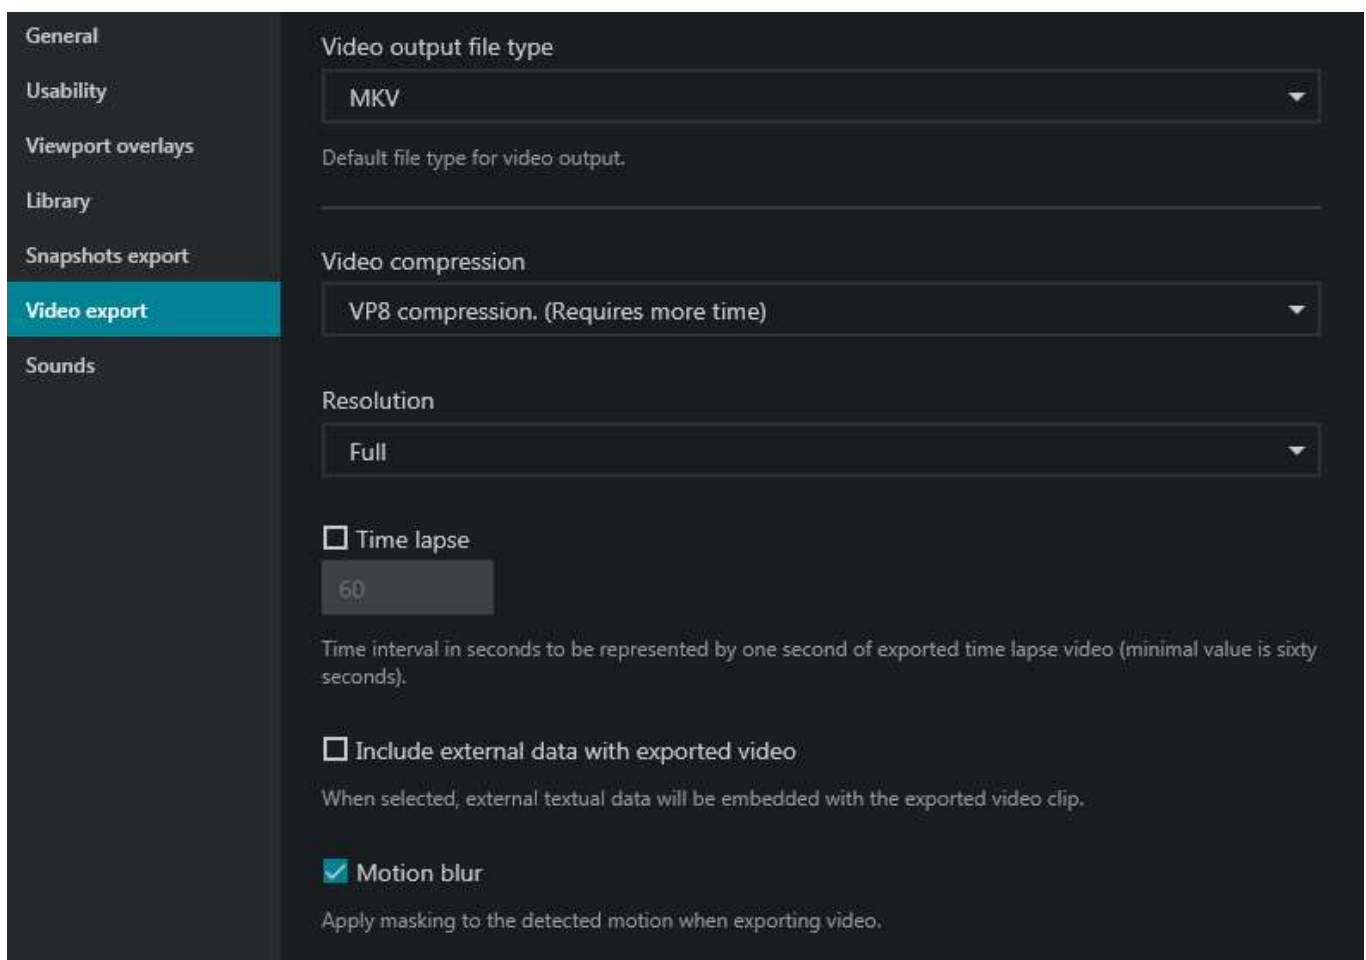 General
Usability
Viewport overlays
Library
Snapshots export
Video export
Sounds
Video output file type
MKV
Default file type for video output.
Video compression
VP8 compression. (Requires more time)
Resolution
Full
Time lapse
60
Time interval in seconds to be represented by one second of exported time lapse video (minimal value is sixty
seconds).
Include external data with exported video
When selected, external textual data will be embedded with the exported video clip.
Motion blur
Apply masking to the detected motion when exporting video.